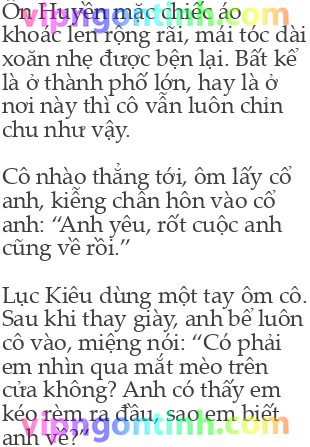 Ôn Huyền mặc chiếc áo
khoác len rộng rãi, mái tóc dài
xoăn nhẹ được bện lại. Bất kể
là ở thành phố lớn, hay là ở
nơi này thì cô vẫn luôn chỉn
chu như vậy.
Cô nhào thẳng tới, ôm lấy cổ
anh, kiễng chân hôn vào cổ
anh: “Anh yêu, rốt cuộc anh
cũng về rồi.”
Lục Kiêu dùng một tay ôm cô.
Sau khi thay giày, anh bế luôn
cô vào, miệng nói: “Có phải
em nhìn qua mắt mèo trên
cửa không? Anh có thấy em
kéo rèm ra đâu, sao em biết
anh về?”
vipngontinh.com
vipngontinh.com